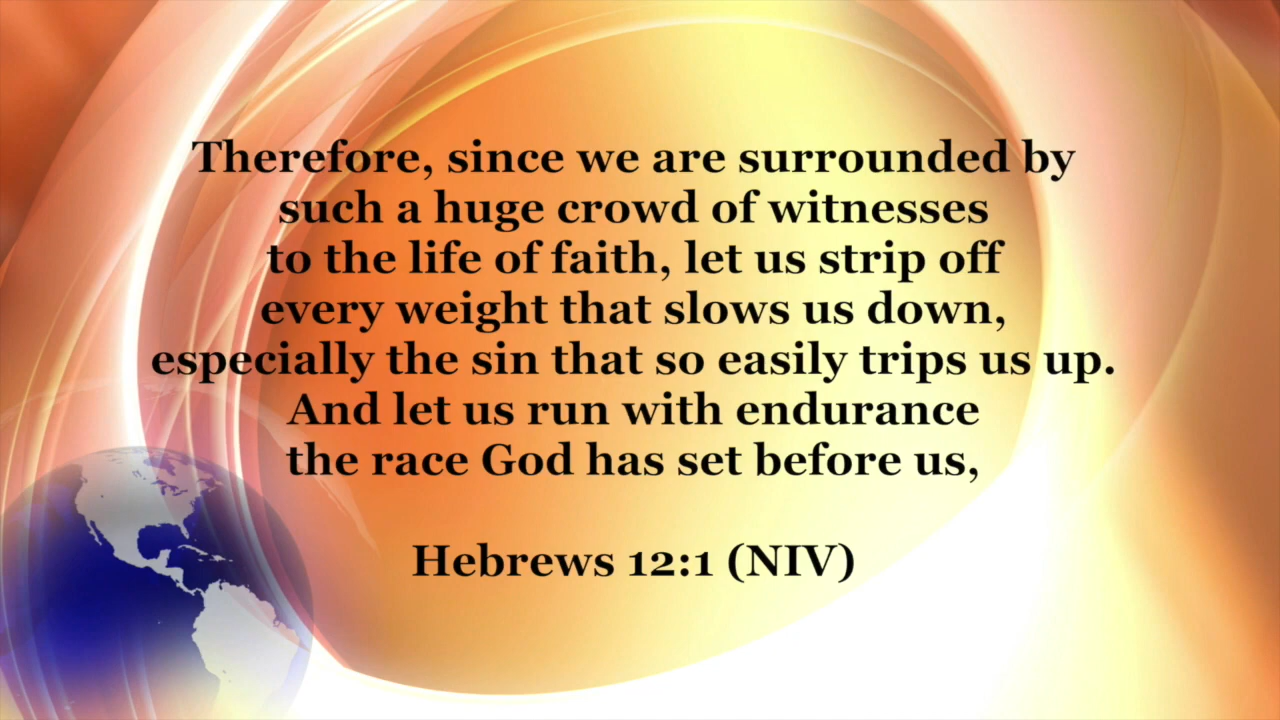 Therefore, since we are surrounded by
such a huge crowd of witnesses
to the life of faith, let us strip off
every weight that slows us down,
especially the sin that so easily trips us up.
And let us run with endurance
the race God has set before us,
Hebrews 12:1 (NIV)